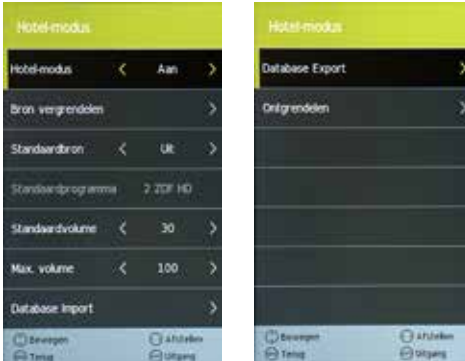 Hotel-modus
Hotel-modus < Aan >
Bron vergrendelen >
Standaardbron < Uit >
Standaardprogramma 2 ZDF HD
Standaardvolume < 30 >
Max. volume < 100 >
Database Import >
Bewegen Afstellen
Terug Uitgang
Hotel-modus
Database Export >
Ontgrendelen >
Bewegen Afstellen
Terug Uitgang